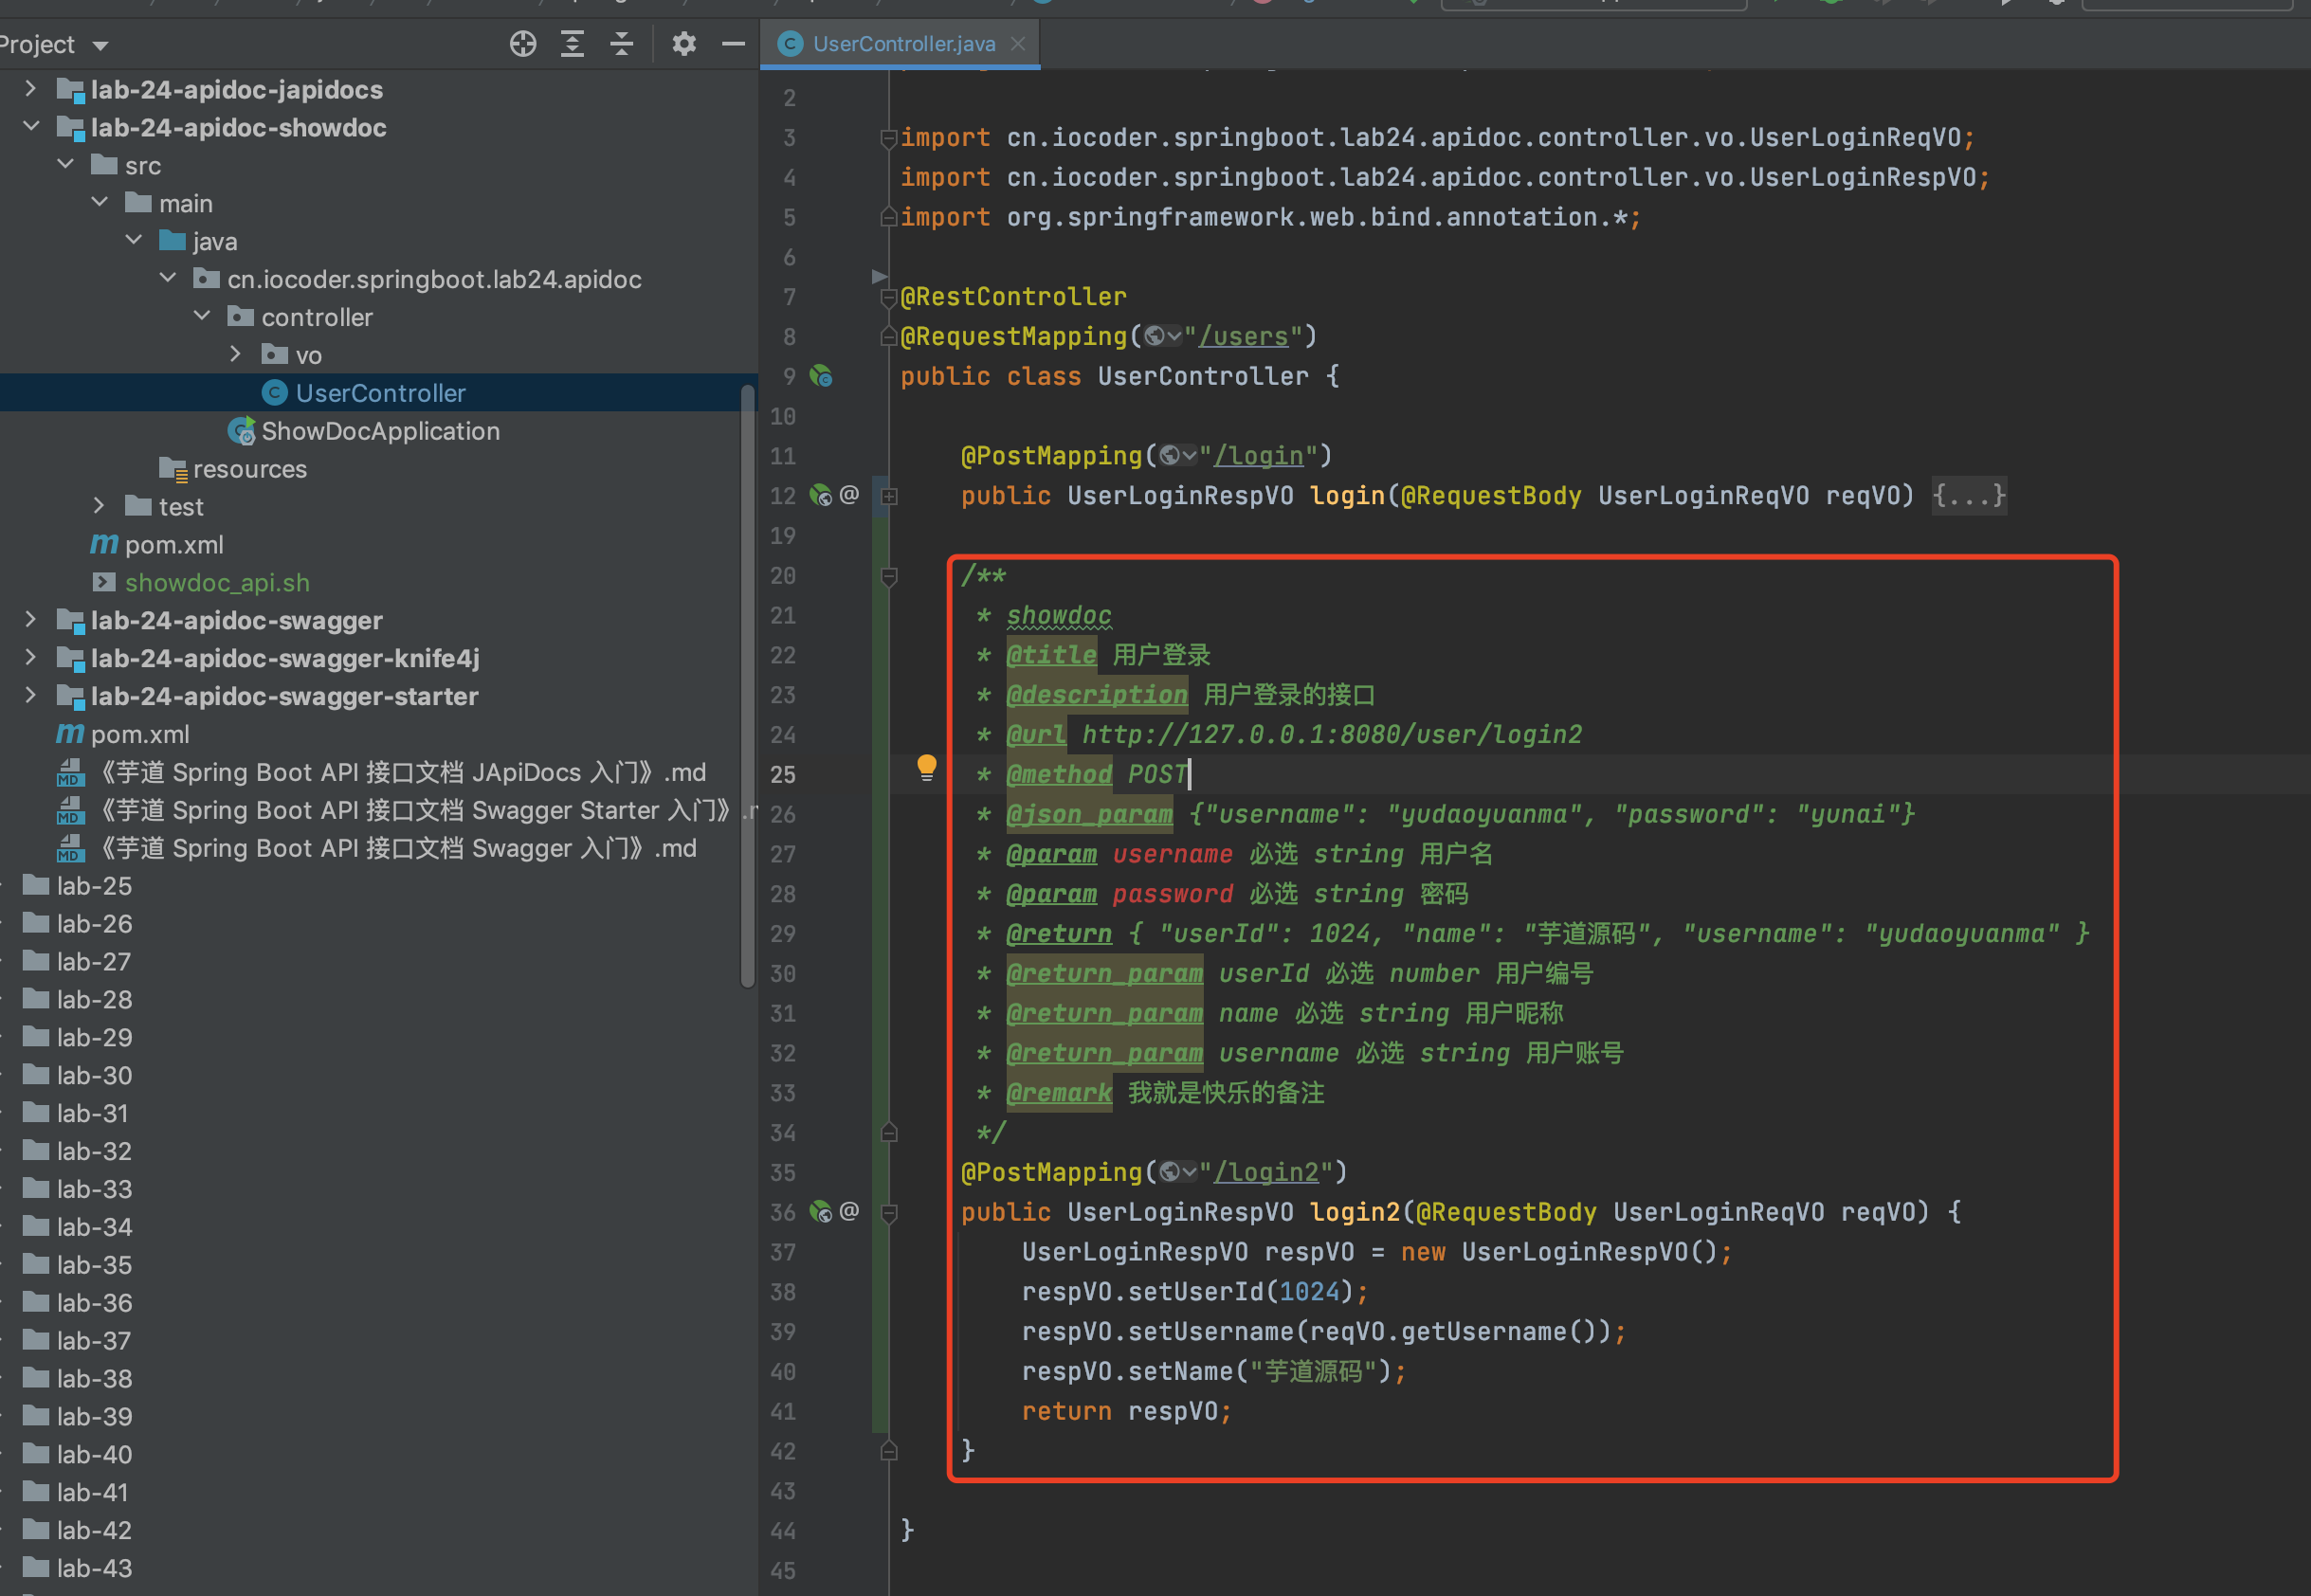 Project
lab-24-apidoc-japidocs
lab-24-apidoc-showdoc
src
main
java
cn.iocoder.springboot.lab24.apidoc
controller
vo
UserController
ShowDocApplication
resources
test
pom.xml
showdoc_api.sh
lab-24-apidoc-swagger
lab-24-apidoc-swagger-knife4j
lab-24-apidoc-swagger-starter
pom.xml
《芋道 Spring Boot API 接口文档 JApiDocs 入门》.md
《芋道 Spring Boot API 接口文档 Swagger Starter 入门》.
《芋道 Spring Boot API 接口文档 Swagger 入门》.md
lab-25
lab-26
lab-27
lab-28
lab-29
lab-30
lab-31
lab-32
lab-33
lab-34
lab-35
lab-36
lab-37
lab-38
lab-39
lab-40
lab-41
lab-42
lab-43
UserController.java
2
3 import cn.iocoder.springboot.lab24.apidoc.controller.vo.UserLoginReqVO;
4 import cn.iocoder.springboot.lab24.apidoc.controller.vo.UserLoginRespVO;
5 import org.springframework.web.bind.annotation.*;
6
7 @RestController
8 @RequestMapping("/users")
9 public class UserController {
10
11 @PostMapping("/login")
12 public UserLoginRespVO login(@RequestBody UserLoginReqVO reqVO) {...}
19
20 /**
21 * showdoc
22 * @title 用户登录
23 * @description 用户登录的接口
24 * @url http://127.0.0.1:8080/user/login2
25 * @method POST
26 * @json_param {"username": "yudaoyuanma", "password": "yunai"}
27 * @param username 必选 string 用户名
28 * @param password 必选 string 密码
29 * @return { "userId": 1024, "name": "芋道源码", "username": "yudaoyuanma" }
30 * @return_param userId 必选 number 用户编号
31 * @return_param name 必选 string 用户昵称
32 * @return_param username 必选 string 用户账号
33 * @remark 我就是快乐的备注
34 */
35 @PostMapping("/login2")
36 public UserLoginRespVO login2(@RequestBody UserLoginReqVO reqVO) {
37 UserLoginRespVO respVO = new UserLoginRespVO();
38 respVO.setUserId(1024);
39 respVO.setUsername(reqVO.getUsername());
40 respVO.setName("芋道源码");
41 return respVO;
42 }
43
44 }
45